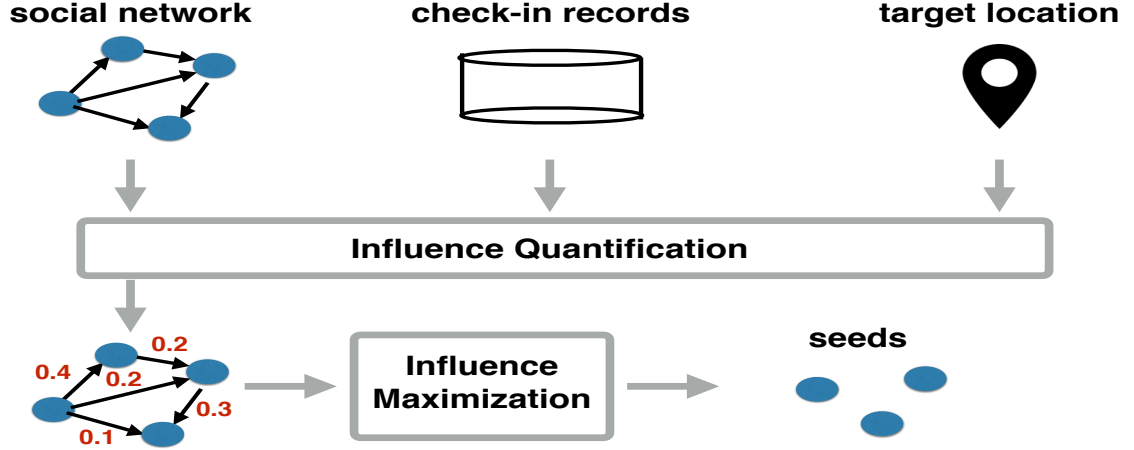 social network
check-in records
target location
Influence Quantification
0.2
0.4
0.2
0.3
0.1
Influence
Maximization
seeds